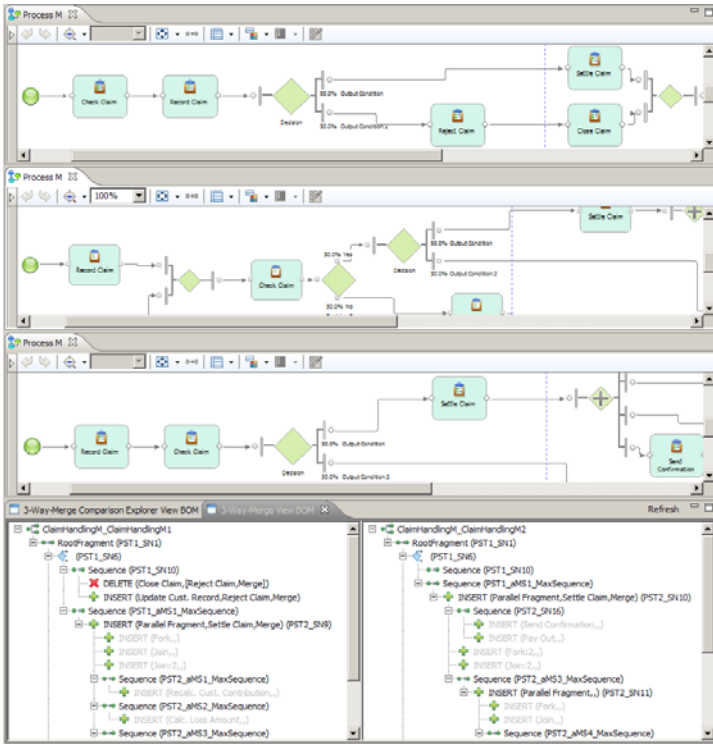 Process M
Settle Claim
Check Claim
Record Claim
Decision
50.0% Output Condition
50.0% Output Condition:2
Reject Claim
Close Claim
Process M
100%
Settle Claim
Record Claim
Check Claim
50.0% Yes
50.0% No
Decision
50.0% Output Condition
50.0% Output Condition:2
Process M
Settle Claim
Record Claim
Check Claim
Decision
50.0% Output Condition
50.0% Output Condition:2
Send
Confirmation
3-Way-Merge Comparison Explorer View BOM
3-Way-Merge View BOM
Refresh
ClaimHandlingM_ClaimHandlingM1
RootFragment (PST1_SN1)
(PST1_SN6)
Sequence (PST1_SN10)
DELETE (Close Claim,[Reject Claim,Merge])
INSERT (Update Cust. Record,Reject Claim,Merge)
Sequence (PST1_aMS1_MaxSequence)
INSERT (Parallel Fragment,Settle Claim,Merge) (PST2_SN9)
INSERT (Fork,,)
INSERT (Join,,)
INSERT (Join:2,,)
Sequence (PST2_aMS1_MaxSequence)
INSERT (Recalc. Cust. Contribution,,)
Sequence (PST2_aMS2_MaxSequence)
INSERT (Calc. Loss Amount,,)
Sequence (PST2_aMS3_MaxSequence)
ClaimHandlingM_ClaimHandlingM2
RootFragment (PST1_SN1)
(PST1_SN6)
Sequence (PST1_SN10)
Sequence (PST1_aMS1_MaxSequence)
INSERT (Parallel Fragment,Settle Claim,Merge) (PST2_SN10)
Sequence (PST2_SN16)
INSERT (Send Confirmation,,)
INSERT (Pay Out,,)
INSERT (Fork:2,,)
INSERT (Join:2,,)
Sequence (PST2_aMS3_MaxSequence)
INSERT (Parallel Fragment,,) (PST2_SN11)
INSERT (Fork,,)
INSERT (Join,,)
Sequence (PST2_aMS4_MaxSequence)